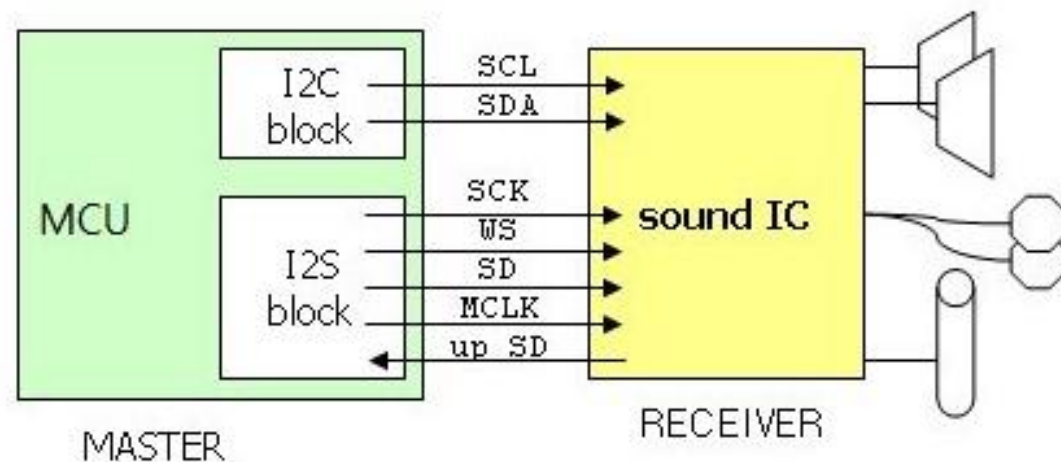 MCU
I2C
block
I2S
block
SCL
SDA
SCK
WS
SD
MCLK
up SD
sound IC
MASTER
RECEIVER